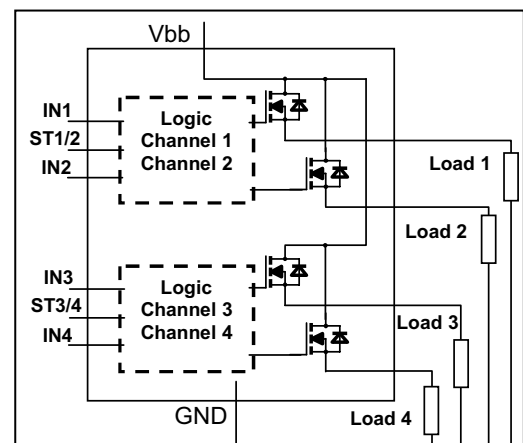 Vbb
IN1
ST1/2
IN2
Logic
Channel 1
Channel 2
Load 1
Load 2
IN3
ST3/4
IN4
Logic
Channel 3
Channel 4
Load 3
Load 4
GND